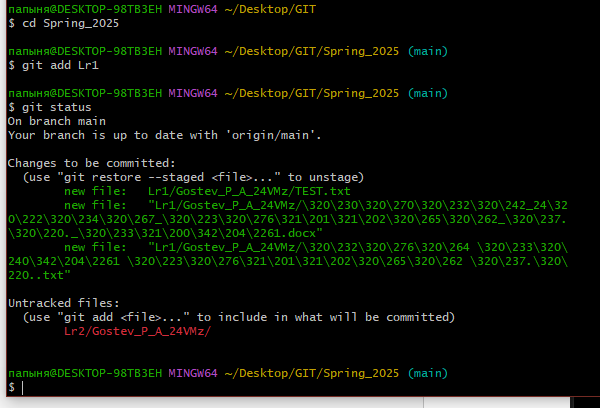 папыня@DESKTOP-98TB3EH MINGW64 ~/Desktop/GIT
$ cd Spring_2025
папыня@DESKTOP-98TB3EH MINGW64 ~/Desktop/GIT/Spring_2025 (main)
$ git add Lr1
папыня@DESKTOP-98TB3EH MINGW64 ~/Desktop/GIT/Spring_2025 (main)
$ git status
On branch main
Your branch is up to date with 'origin/main'.
Changes to be committed:
(use "git restore --staged <file>..." to unstage)
new file:   Lr1/Gostev_P_A_24VMz/TEST.txt
new file:   "Lr1/Gostev_P_A_24VMz/\320\230\320\270\320\232\320\242_24\32
0\222\320\234\320\267_\320\223\320\276\321\201\321\202\320\265\320\262_\320\237.
\320\220._\320\233\321\200\342\204\2261.docx"
new file:   "Lr1/Gostev_P_A_24VMz/\320\232\320\276\320\264 \320\233\320\
240\342\204\2261 \320\223\320\276\321\201\321\202\320\265\320\262 \320\237.\320\
220..txt"
Untracked files:
(use "git add <file>..." to include in what will be committed)
Lr2/Gostev_P_A_24VMz/
папыня@DESKTOP-98TB3EH MINGW64 ~/Desktop/GIT/Spring_2025 (main)
$